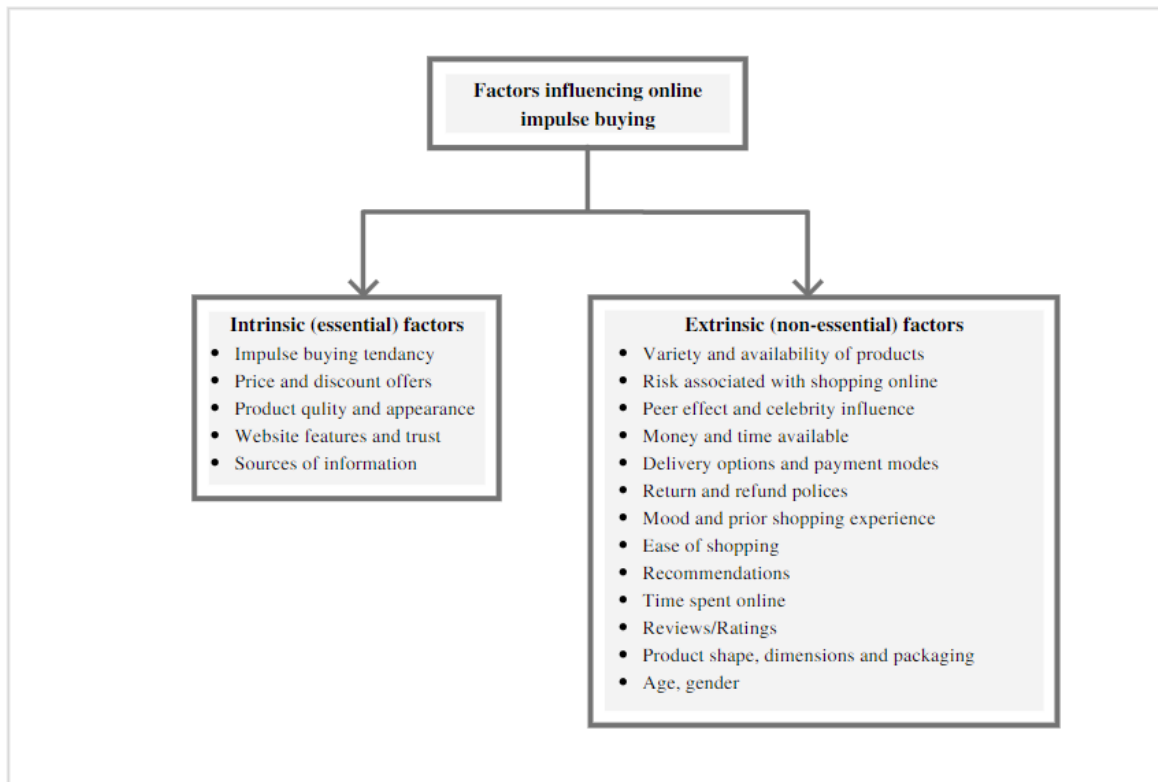 Factors influencing online
impulse buying
Intrinsic (essential) factors
• Impulse buying tendancy
• Price and discount offers
• Product qulity and appearance
• Website features and trust
• Sources of information
Extrinsic (non-essential) factors
• Variety and availability of products
• Risk associated with shopping online
• Peer effect and celebrity influence
• Money and time available
• Delivery options and payment modes
• Return and refund polices
• Mood and prior shopping experience
• Ease of shopping
• Recommendations
• Time spent online
• Reviews/Ratings
• Product shape, dimensions and packaging
• Age, gender